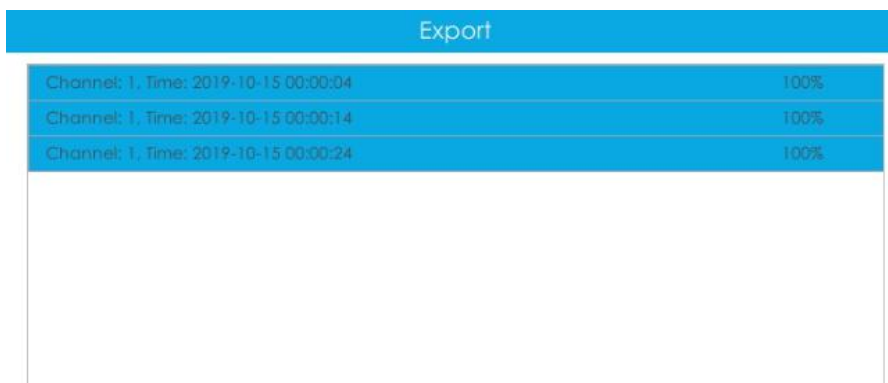 Export
Channel: 1, Time: 2019-10-15 00:00:04 100%
Channel: 1, Time: 2019-10-15 00:00:14 100%
Channel: 1, Time: 2019-10-15 00:00:24 100%